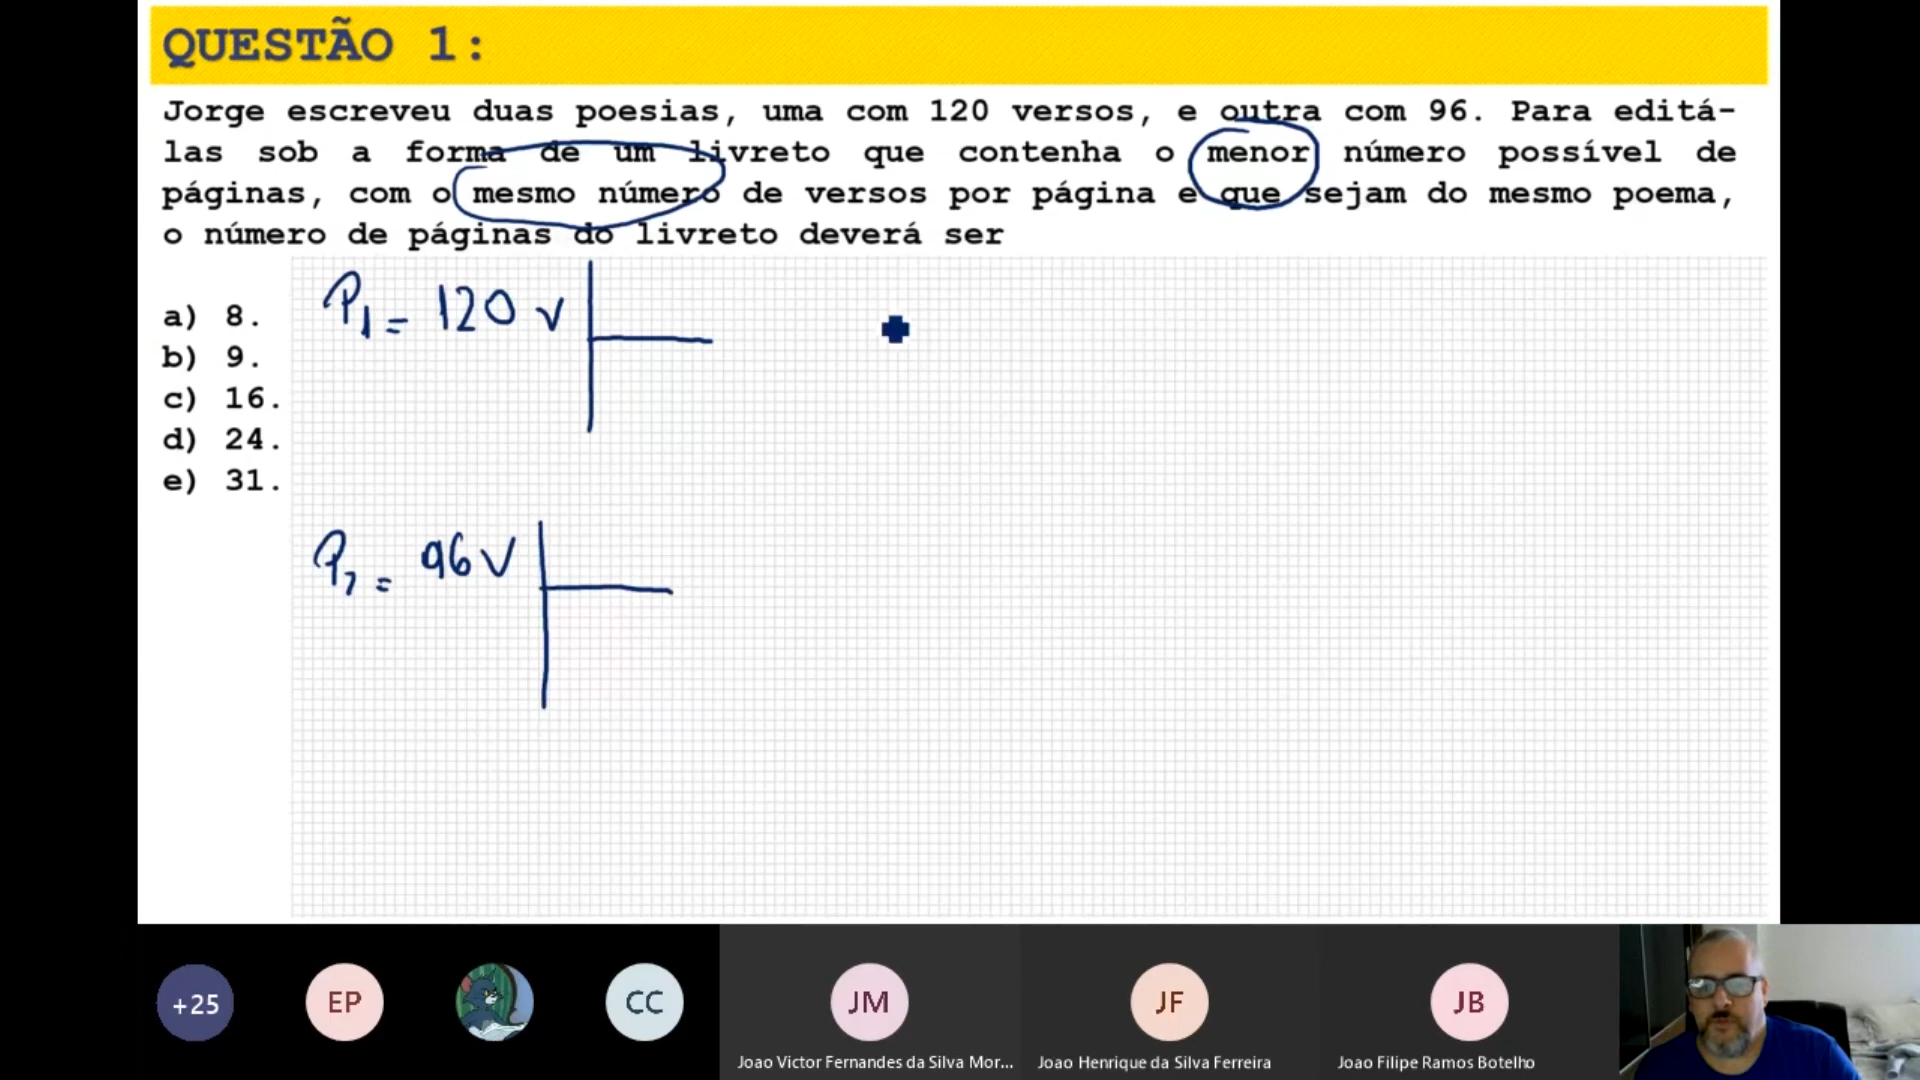 QUESTÃO 1:
Jorge escreveu duas poesias, uma com 120 versos, e outra com 96. Para editá-
las sob a forma de um livreto que contenha o menor número possível de
páginas, com o mesmo número de versos por página e que sejam do mesmo poema,
o número de páginas do livreto deverá ser
a) 8.
b) 9.
c) 16.
d) 24.
e) 31.
P1 = 120 v
P2 = 96 V
+25
EP
CC
JM
JF
JB
Joao Victor Fernandes da Silva Mor...
Joao Henrique da Silva Ferreira
Joao Filipe Ramos Botelho